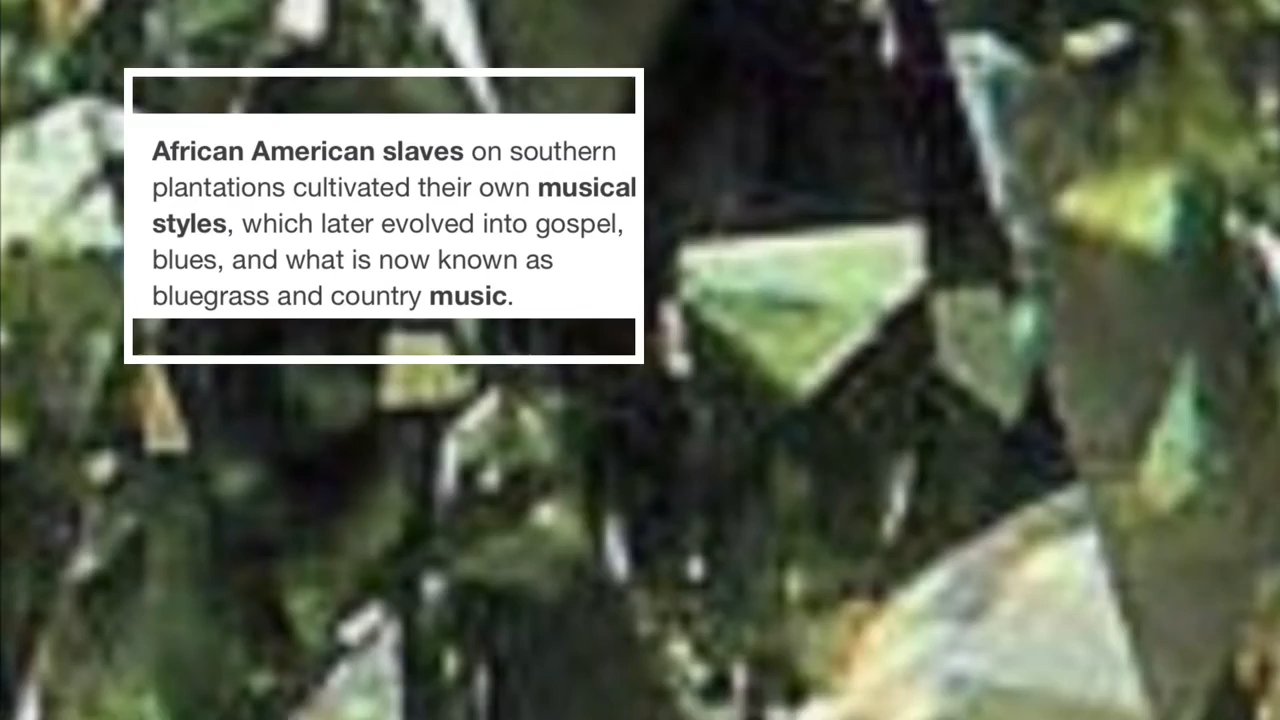 African American slaves on southern
plantations cultivated their own musical
styles, which later evolved into gospel,
blues, and what is now known as
bluegrass and country music.